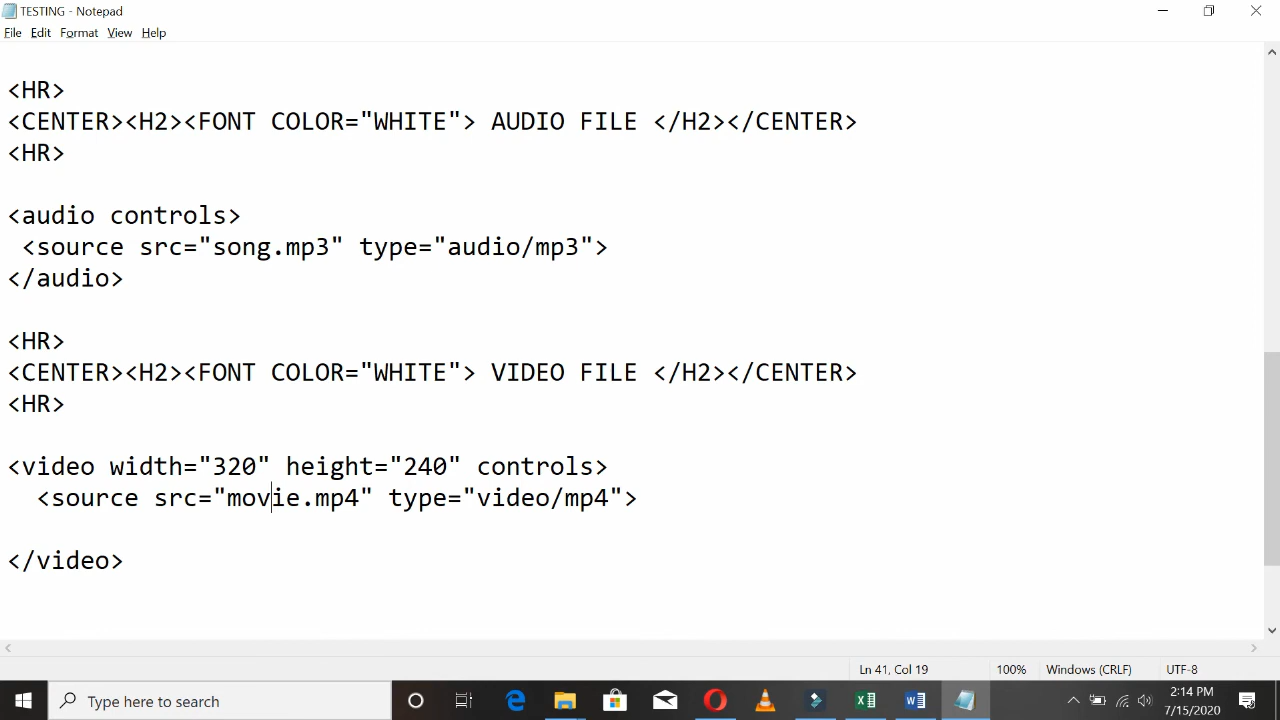 TESTING - Notepad
File Edit Format View Help
<HR>
<CENTER><H2><FONT COLOR="WHITE"> AUDIO FILE </H2></CENTER>
<HR>
<audio controls>
<source src="song.mp3" type="audio/mp3">
</audio>
<HR>
<CENTER><H2><FONT COLOR="WHITE"> VIDEO FILE </H2></CENTER>
<HR>
<video width="320" height="240" controls>
<source src="movie.mp4" type="video/mp4">
</video>
Ln 41, Col 19 100% Windows (CRLF) UTF-8
Type here to search
2:14 PM
7/15/2020